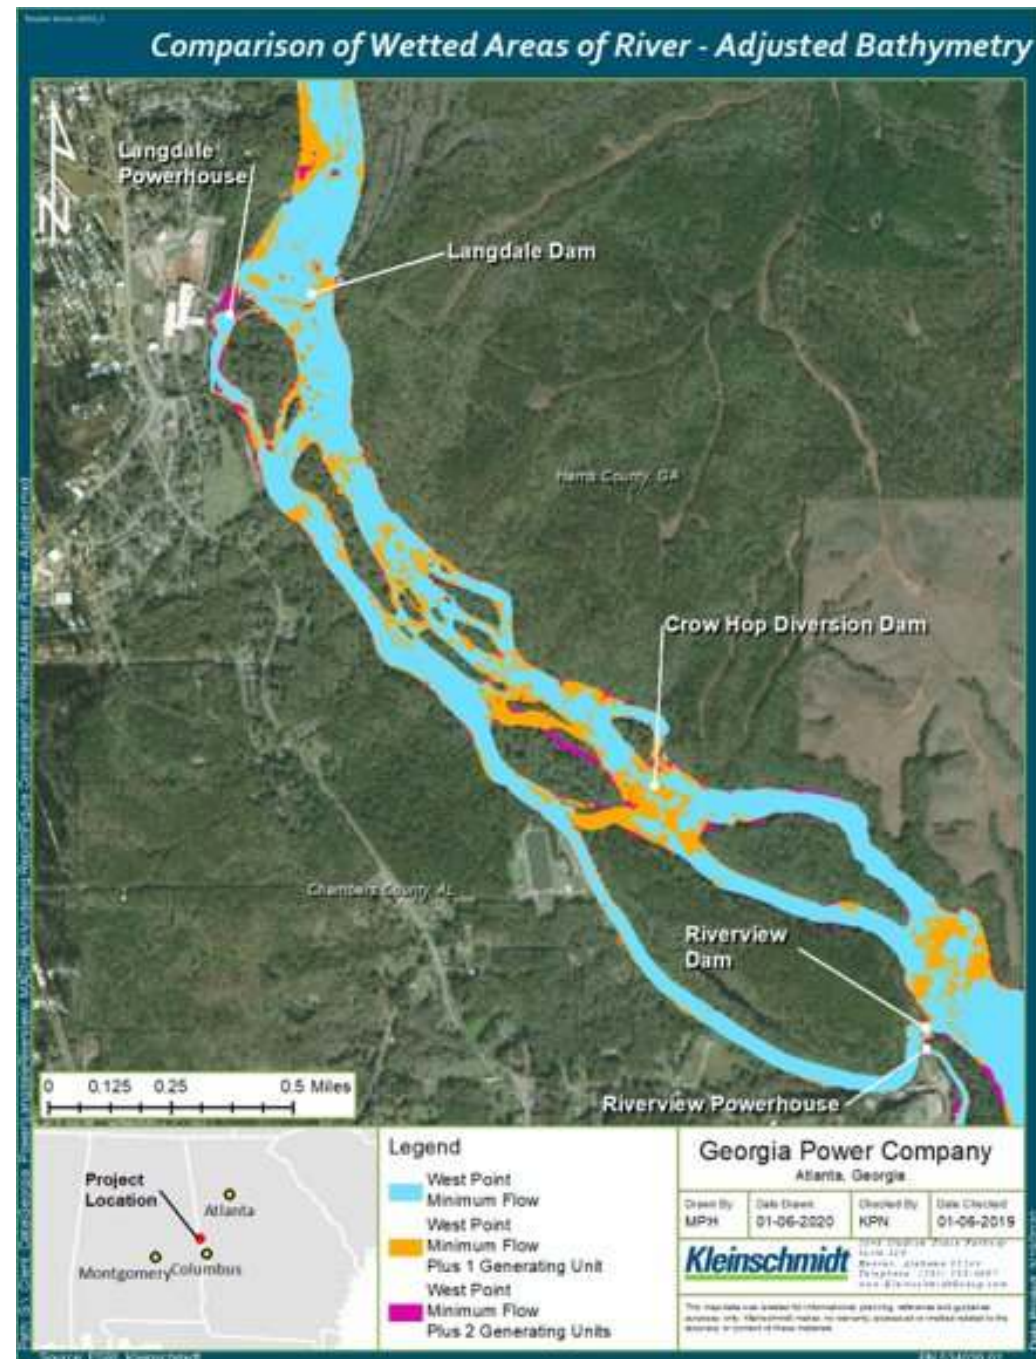 Comparison of Wetted Areas of River - Adjusted Bathymetry
Langdale
Powerhouse
Langdale Dam
Harris County, GA
Crow Hop Diversion Dam
Chambers County, AL
Riverview
Dam
0 0.125 0.25 0.5 Miles
Riverview Powerhouse
Project
Location
Atlanta
Montgomery
Columbus
Legend
West Point
Minimum Flow
West Point
Minimum Flow
Plus 1 Generating Unit
West Point
Minimum Flow
Plus 2 Generating Units
Georgia Power Company
Atlanta, Georgia
Drawn By
MPH
Date Drawn
01-06-2020
Checked By
KPN
Date Checked
01-06-2019
Kleinschmidt